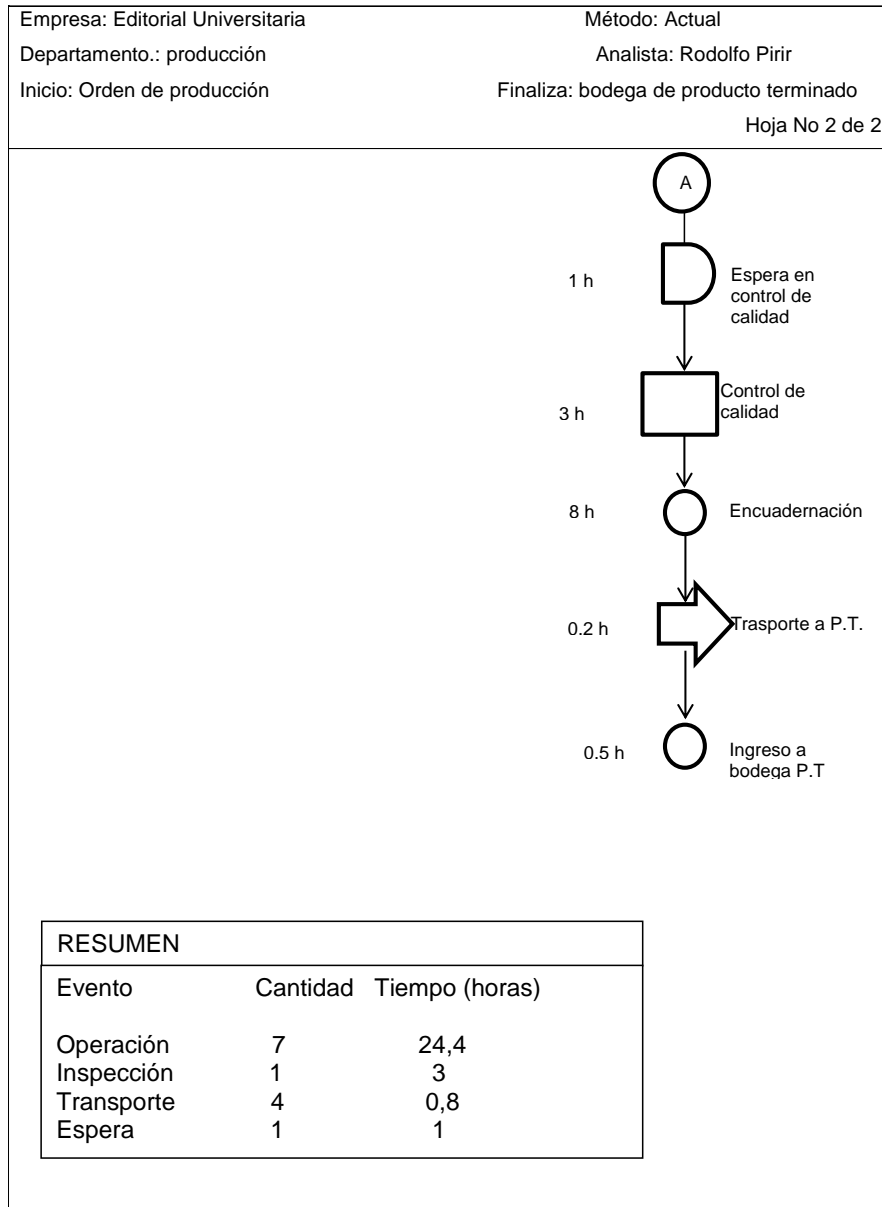 Empresa: Editorial Universitaria Método: Actual
Departamento.: producción Analista: Rodolfo Pirir
Inicio: Orden de producción Finaliza: bodega de producto terminado
Hoja No 2 de 2
A
1 h Espera en
control de
calidad
3 h Control de
calidad
8 h Encuadernación
0.2 h Trasporte a P.T.
0.5 h Ingreso a
bodega P.T
RESUMEN
Evento Cantidad Tiempo (horas)
Operación 7 24,4
Inspección 1 3
Transporte 4 0,8
Espera 1 1